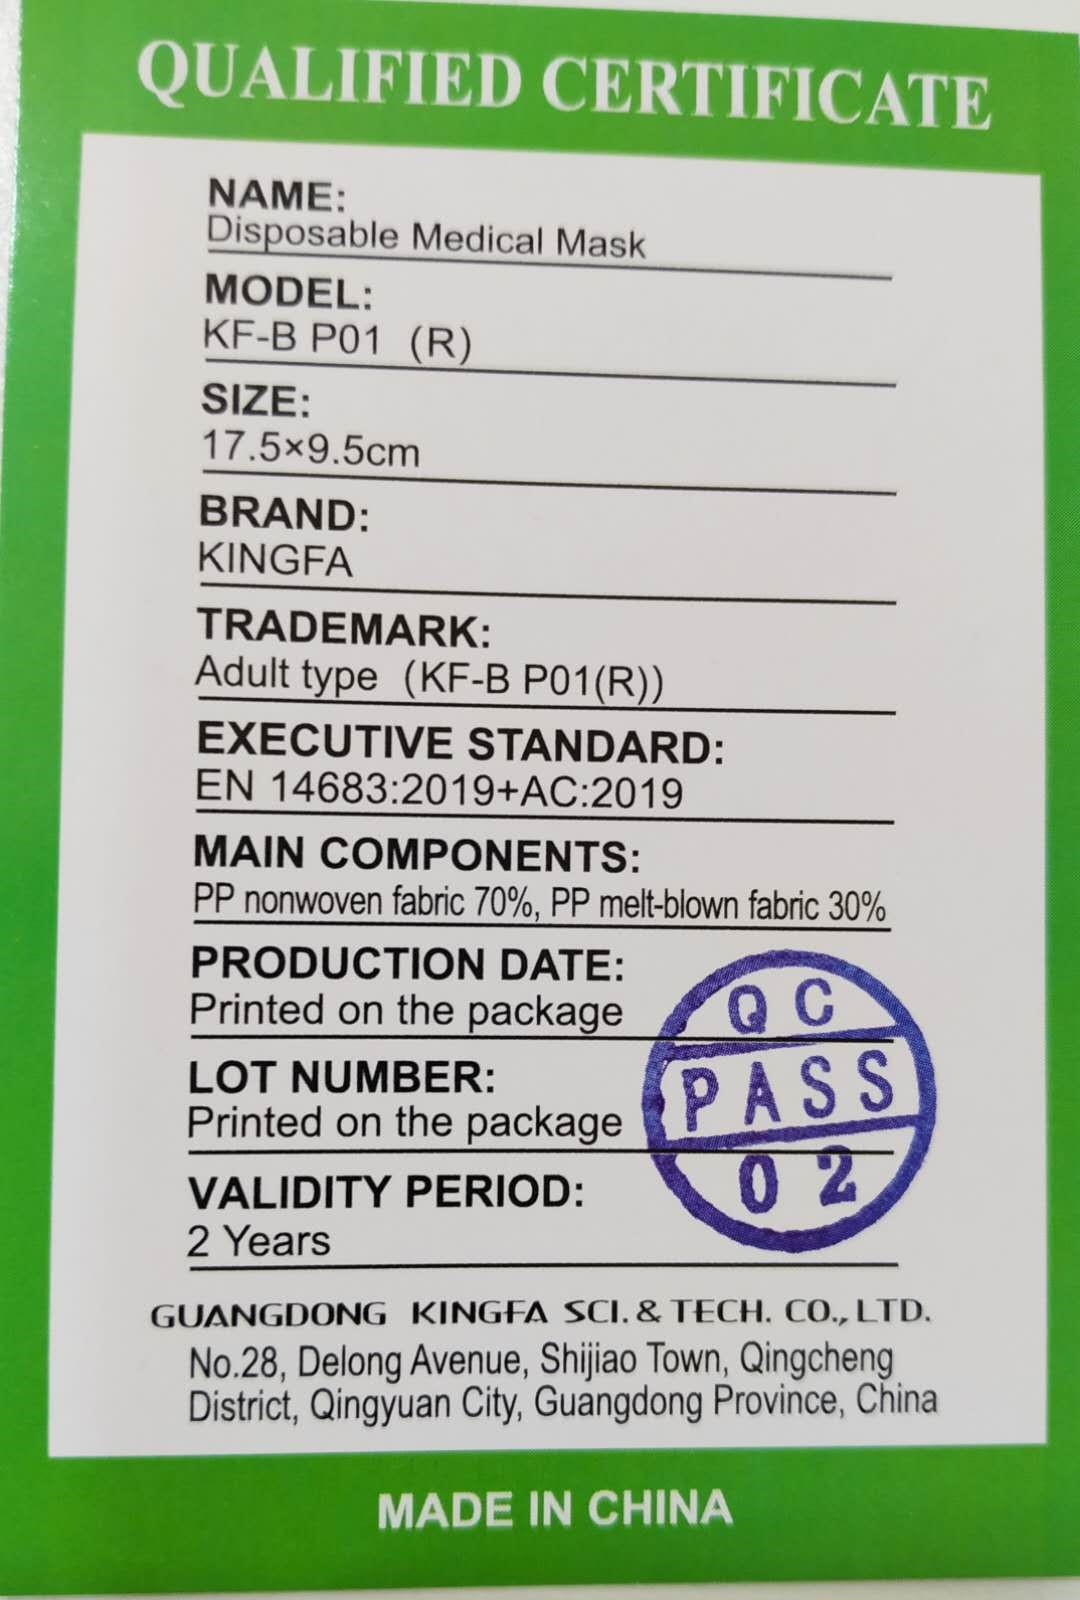 QUALIFIED CERTIFICATE
NAME:
Disposable Medical Mask
MODEL:
KF-B P01 (R)
SIZE:
17.5×9.5cm
BRAND:
KINGFA
TRADEMARK:
Adult type (KF-B P01(R))
EXECUTIVE STANDARD:
EN 14683:2019+AC:2019
MAIN COMPONENTS:
PP nonwoven fabric 70%, PP melt-blown fabric 30%
PRODUCTION DATE:
Printed on the package
LOT NUMBER:
Printed on the package
VALIDITY PERIOD:
2 Years
QC
PASS
02
GUANGDONG KINGFA SCI. & TECH. CO., LTD.
No.28, Delong Avenue, Shijiao Town, Qingcheng
District, Qingyuan City, Guangdong Province, China
MADE IN CHINA